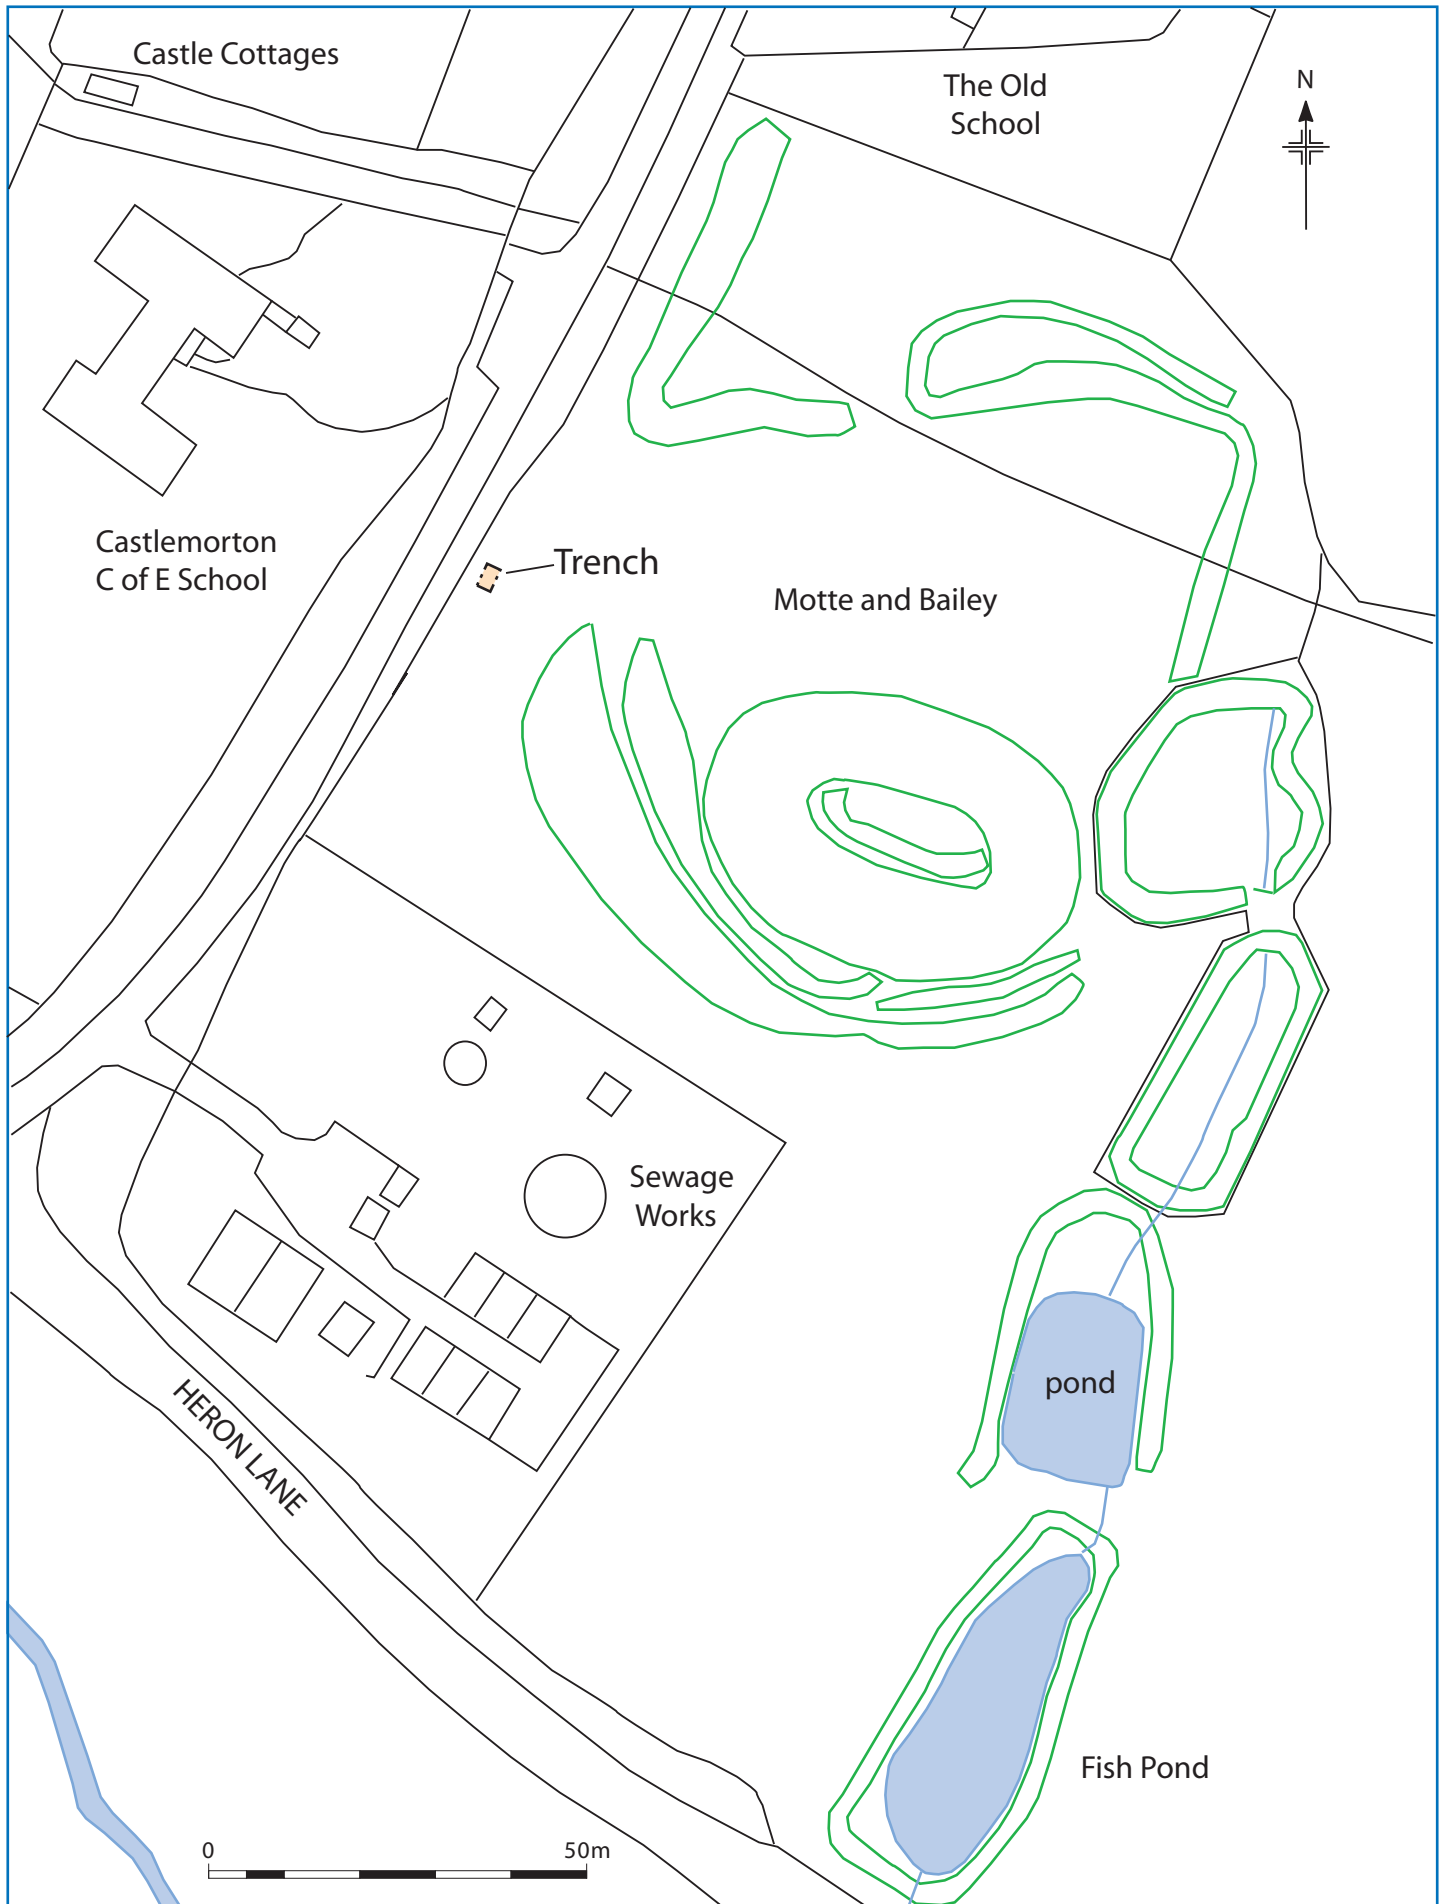 Castle Cottages
The Old
School
N
Castlemorton
C of E School
Trench
Motte and Bailey
Sewage
Works
pond
HERON LANE
Fish Pond
0 50m